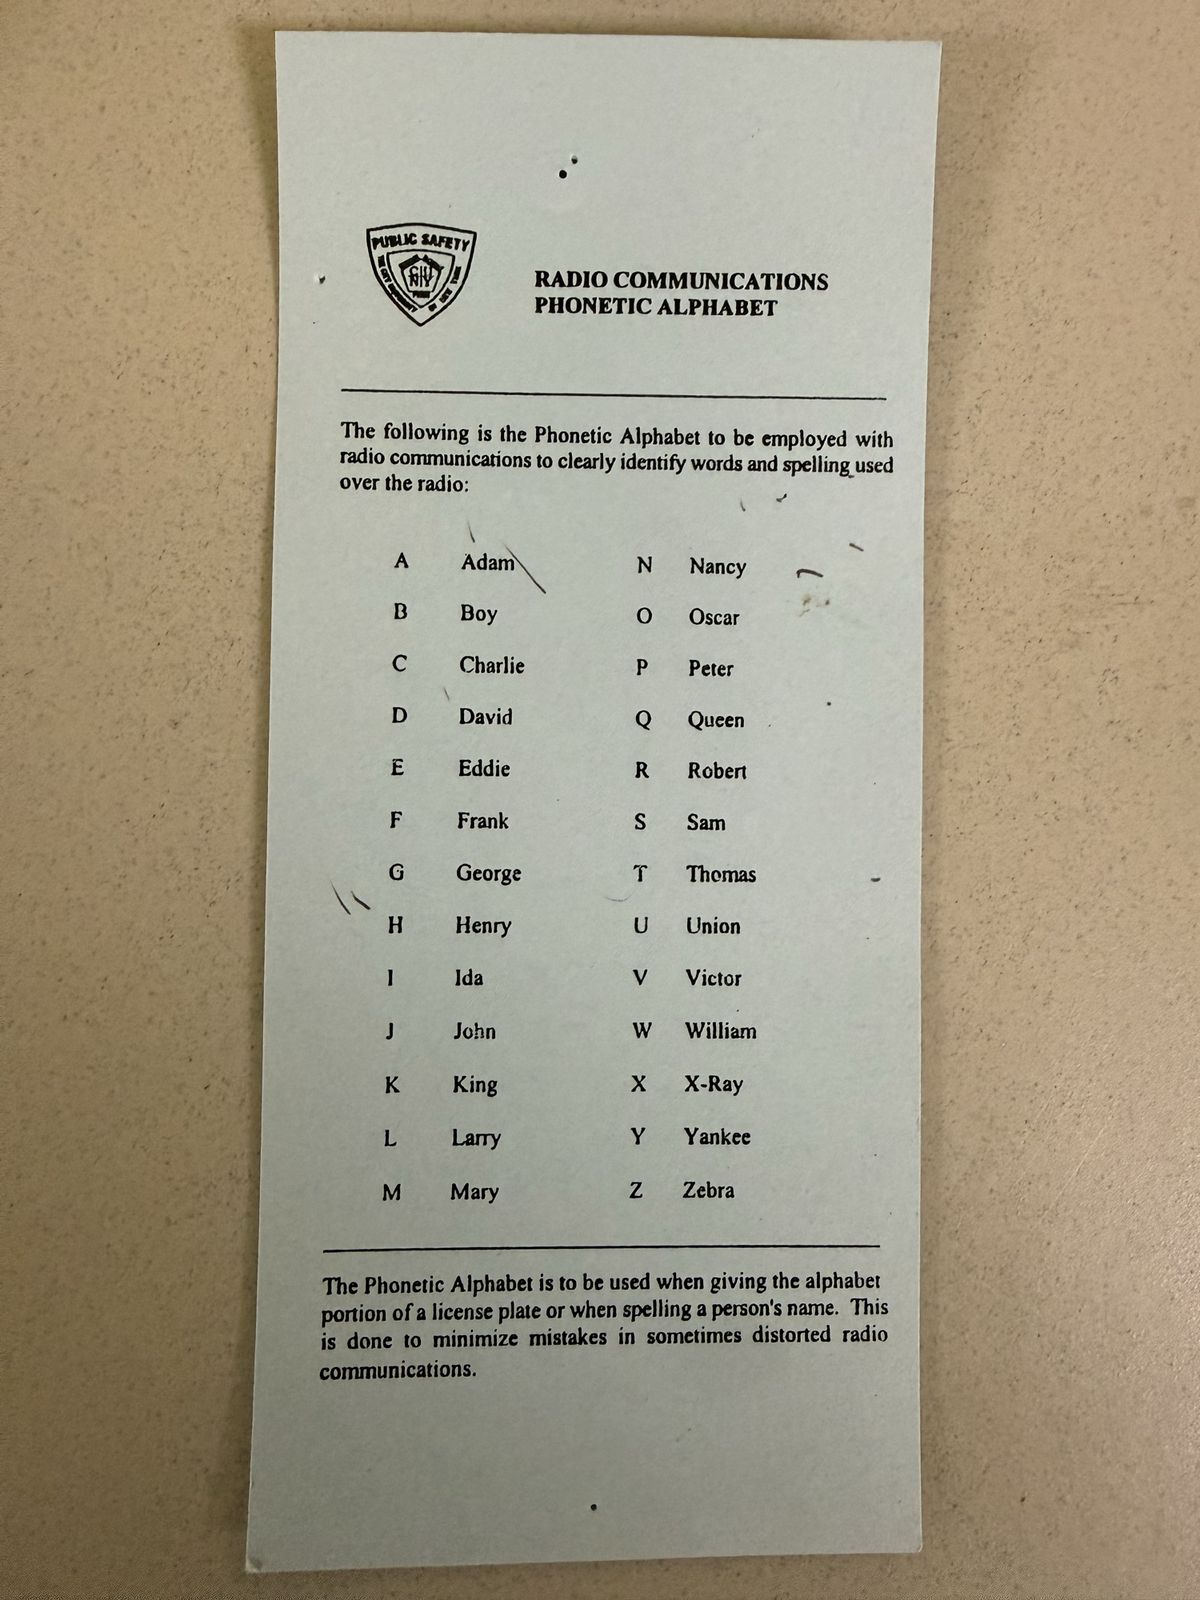 PUBLIC SAFETY
RADIO COMMUNICATIONS
PHONETIC ALPHABET
The following is the Phonetic Alphabet to be employed with
radio communications to clearly identify words and spelling used
over the radio:
A Adam N Nancy
B Boy O Oscar
C Charlie P Peter
D David Q Queen
E Eddie R Robert
F Frank S Sam
G George T Thomas
H Henry U Union
I Ida V Victor
J John W William
K King X X-Ray
L Larry Y Yankee
M Mary Z Zebra
The Phonetic Alphabet is to be used when giving the alphabet
portion of a license plate or when spelling a person's name. This
is done to minimize mistakes in sometimes distorted radio
communications.